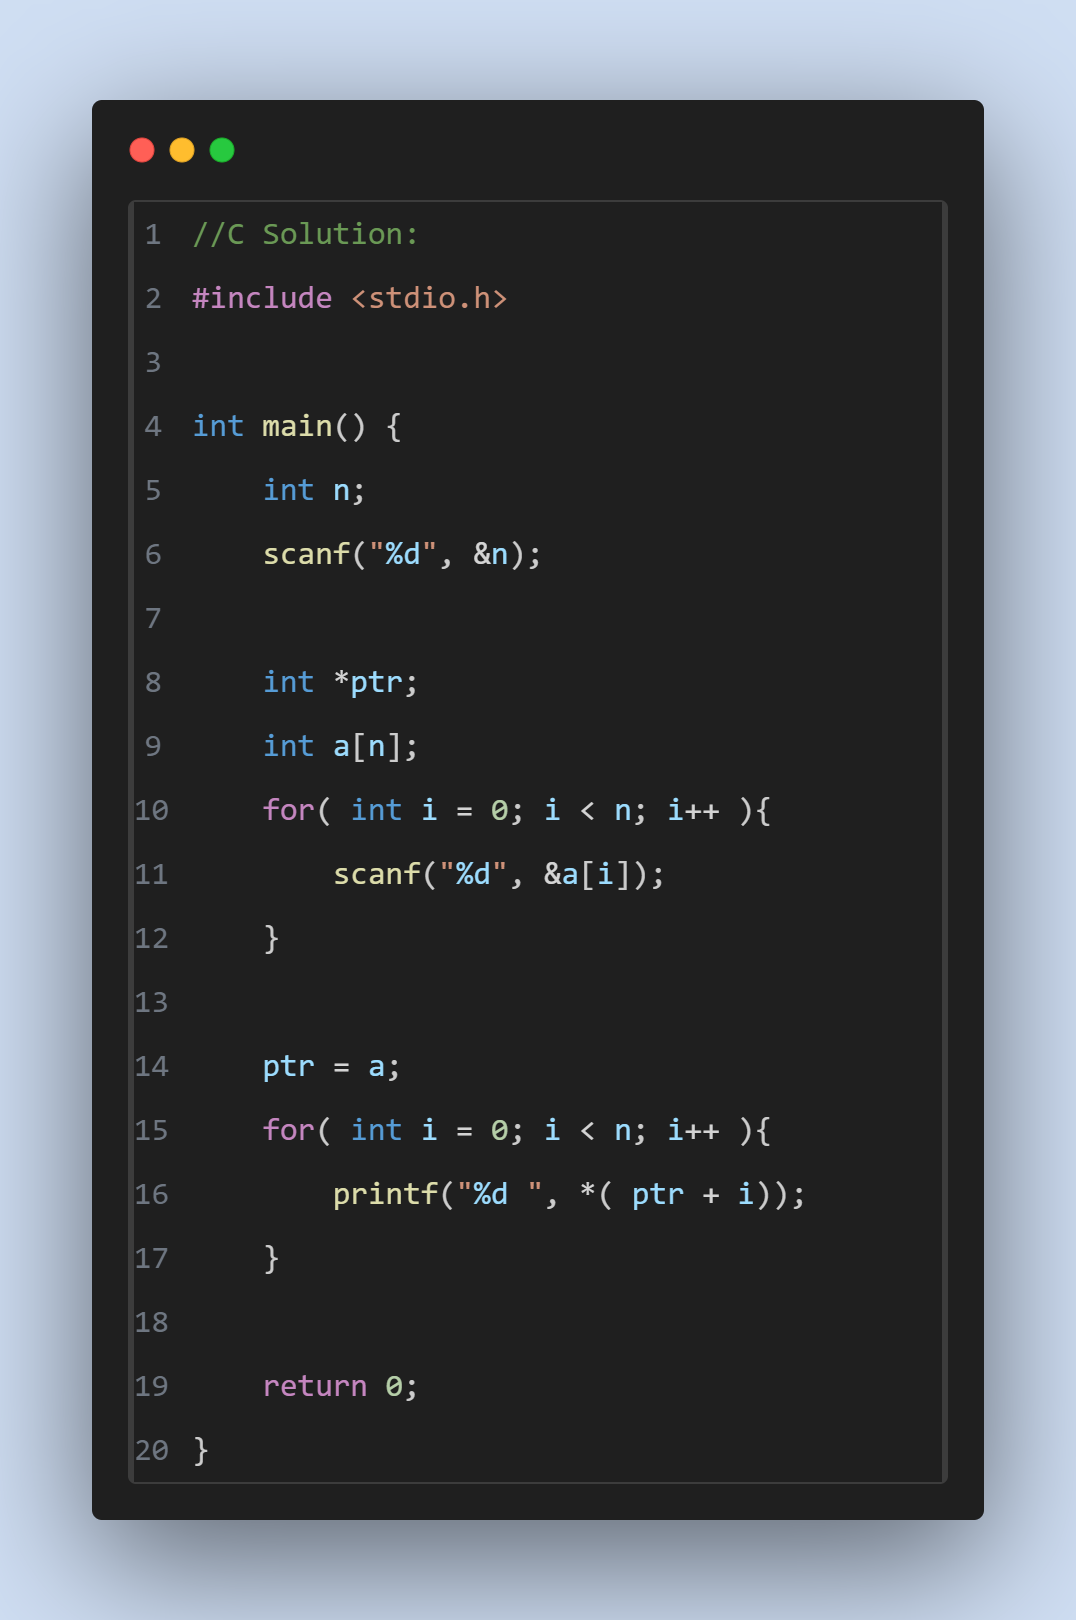 1 //C Solution:
2 #include <stdio.h>
3
4 int main() {
5     int n;
6     scanf("%d", &n);
7
8     int *ptr;
9     int a[n];
10     for( int i = 0; i < n; i++ ){
11         scanf("%d", &a[i]);
12     }
13
14     ptr = a;
15     for( int i = 0; i < n; i++ ){
16         printf("%d ", *( ptr + i));
17     }
18
19     return 0;
20 }